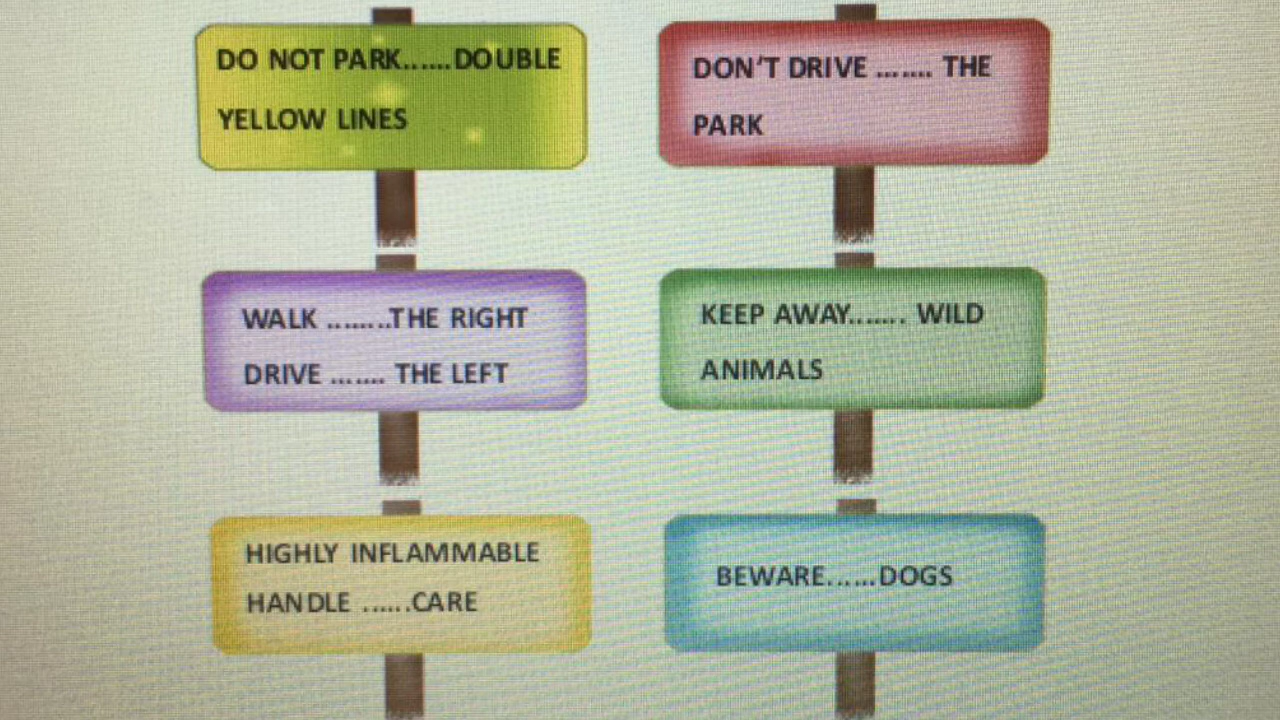 DO NOT PARK......DOUBLE
YELLOW LINES
DON'T DRIVE ....... THE
PARK
WALK ........THE RIGHT
DRIVE ....... THE LEFT
KEEP AWAY....... WILD
ANIMALS
HIGHLY INFLAMMABLE
HANDLE ......CARE
BEWARE......DOGS